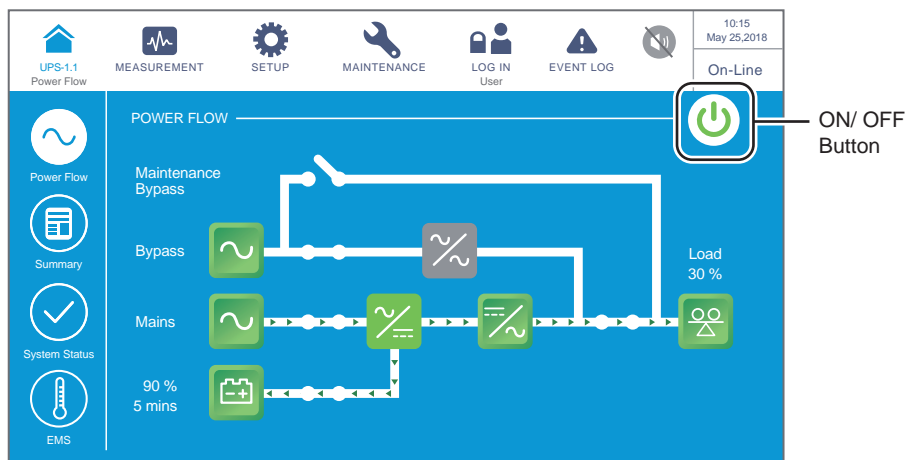 10:15
May 25,2018
UPS-1.1
Power Flow
MEASUREMENT
SETUP
MAINTENANCE
LOG IN
User
EVENT LOG
On-Line
POWER FLOW
ON/ OFF
Button
Power Flow
Maintenance
Bypass
Summary
Bypass
Load
30 %
System Status
Mains
90 %
5 mins
EMS